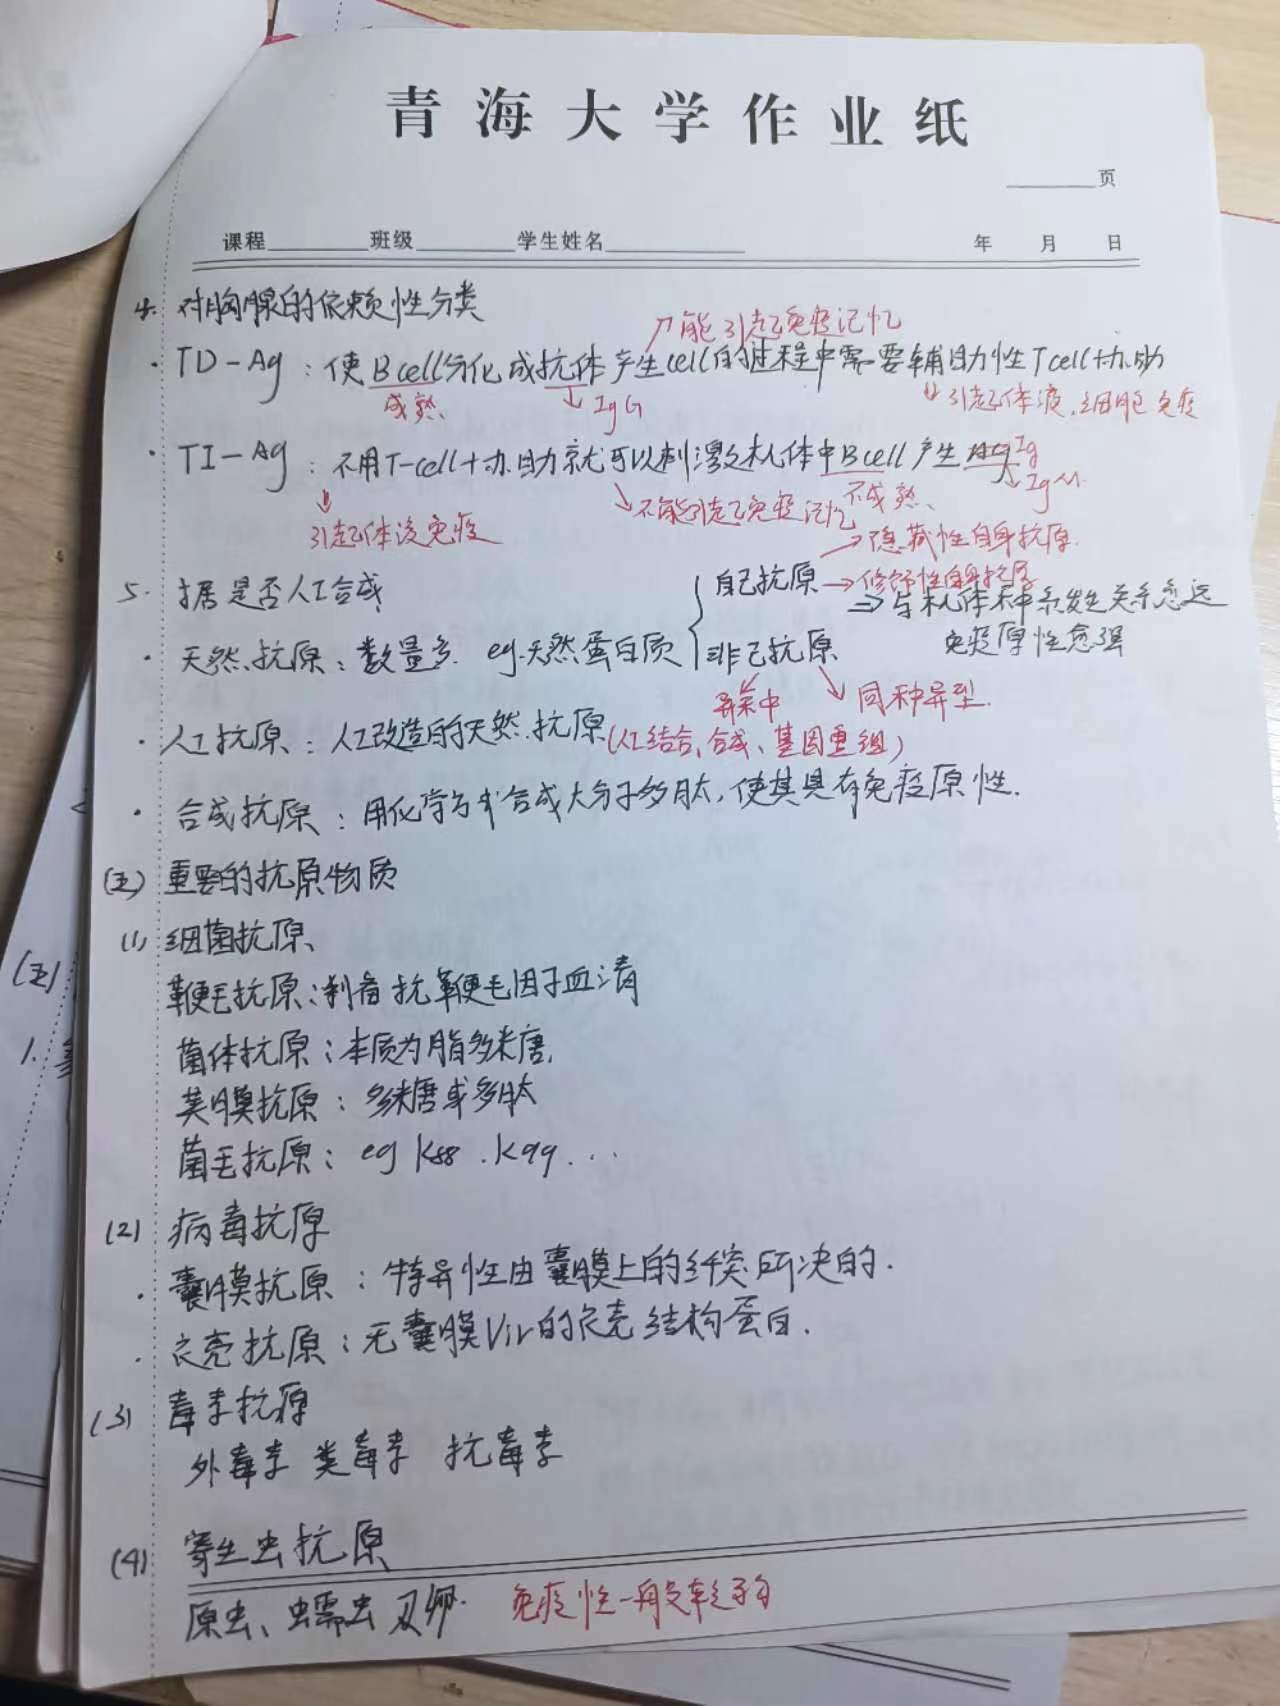 青海大学作业纸
页
课程 班级 学生姓名 年 月 日
4. 对胸腺的依赖性分类
能引起免疫记忆
· TD-Ag：使Bcell分化成抗体产生cell的过程中需要辅助性Tcell协助
成熟 ↓ IgG ⇓引起体液、细胞免疫
· TI-Ag：不用T-cell协助就可以刺激机体中Bcell产生Ig
↓ 不能引起免疫记忆 不成熟、 ↓IgM
引起体液免疫
→隐蔽性自身抗原.
5. 据是否人工合成
自己抗原→修饰性自身抗原
⇒与机体种系发生关系愈远
免疫原性愈强
· 天然抗原：数量多. eg.天然蛋白质
非己抗原
异种 同种异型.
· 人工抗原：人工改造的天然抗原(人工结合、合成、基因重组)
· 合成抗原：用化学方式合成大分子多肽，使其具有免疫原性.
(五) 重要的抗原物质
(1) 细菌抗原、
鞭毛抗原：制备抗鞭毛因子血清
菌体抗原：本质为脂多糖,
荚膜抗原：多糖或多肽
菌毛抗原：eg K88 . K99 . ...
(2) 病毒抗原
· 囊膜抗原：特异性由囊膜上的纤突所决的.
· 衣壳抗原：无囊膜Vir的衣壳结构蛋白.
(3) 毒素抗原
外毒素 类毒素 抗毒素
(4) 寄生虫抗原
原虫、蠕虫及卵. 免疫性一般较弱
(五)
1.